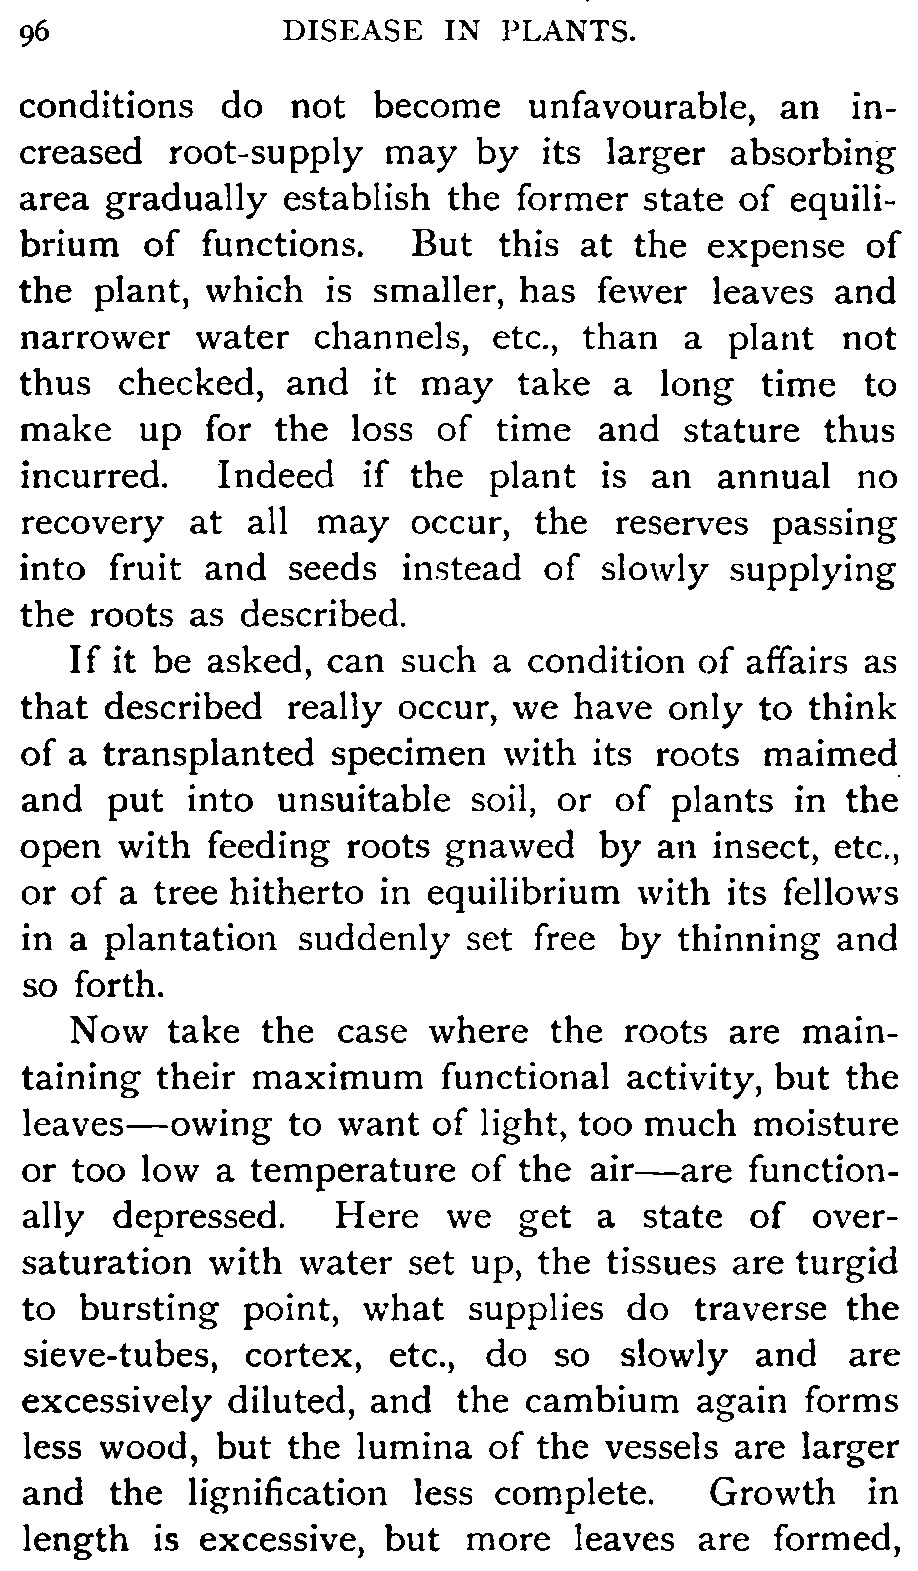 96 DISEASE IN PLANTS.
conditions do not become unfavourable, an in-
creased root-supply may by its larger absorbing
area gradually establish the former state of equili-
brium of functions. But this at the expense of
the plant, which is smaller, has fewer leaves and
narrower water channels, etc., than a plant not
thus checked, and it may take a long time to
make up for the loss of time and stature thus
incurred. Indeed if the plant is an annual no
recovery at all may occur, the reserves passing
into fruit and seeds instead of slowly supplying
the roots as described.
If it be asked, can such a condition of affairs as
that described really occur, we have only to think
of a transplanted specimen with its roots maimed
and put into unsuitable soil, or of plants in the
open with feeding roots gnawed by an insect, etc.,
or of a tree hitherto in equilibrium with its fellows
in a plantation suddenly set free by thinning and
so forth.
Now take the case where the roots are main-
taining their maximum functional activity, but the
leaves—owing to want of light, too much moisture
or too low a temperature of the air—are function-
ally depressed. Here we get a state of over-
saturation with water set up, the tissues are turgid
to bursting point, what supplies do traverse the
sieve-tubes, cortex, etc., do so slowly and are
excessively diluted, and the cambium again forms
less wood, but the lumina of the vessels are larger
and the lignification less complete. Growth in
length is excessive, but more leaves are formed,